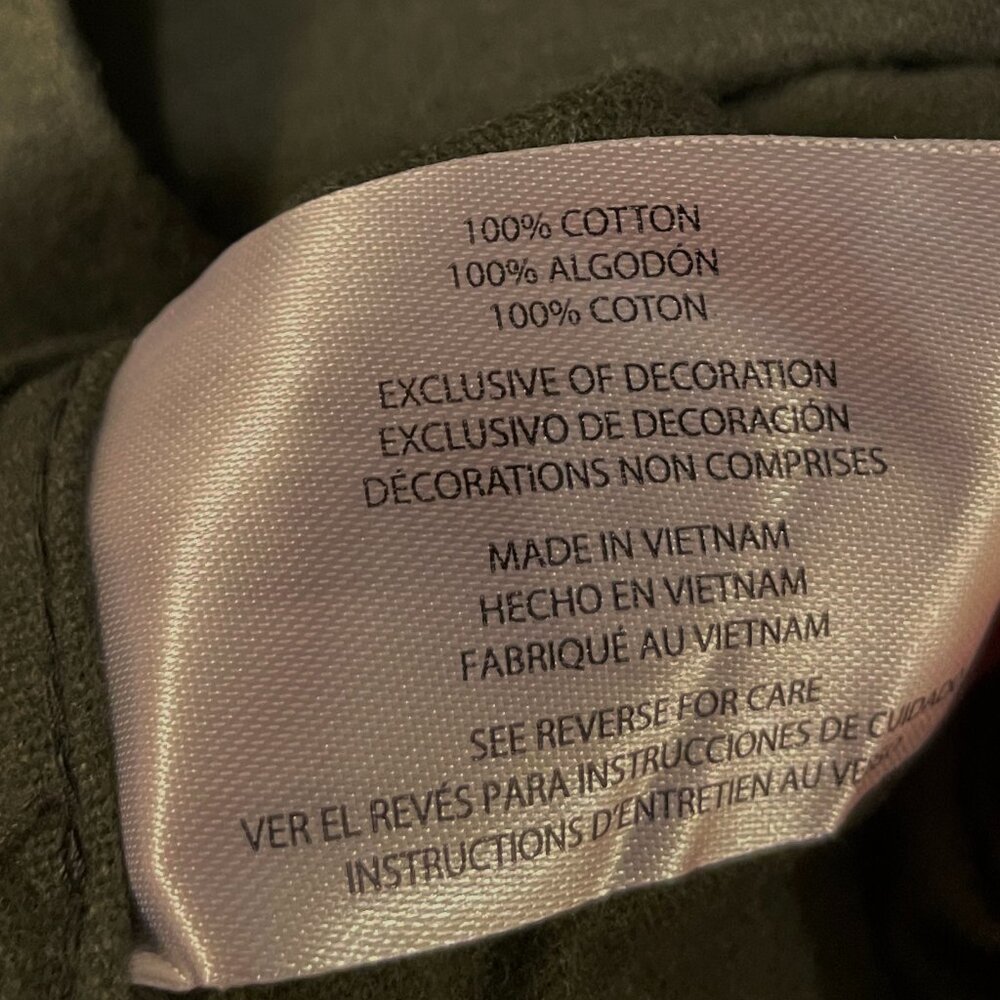 100% COTTON
100% ALGODÓN
100% COTON
EXCLUSIVE OF DECORATION
EXCLUSIVO DE DECORACIÓN
DÉCORATIONS NON COMPRISES
MADE IN VIETNAM
HECHO EN VIETNAM
FABRIQUÉ AU VIETNAM
SEE REVERSE FOR CARE
VER EL REVÉS PARA INSTRUCCIONES DE
INSTRUCTIONS D'ENTRETIEN AU